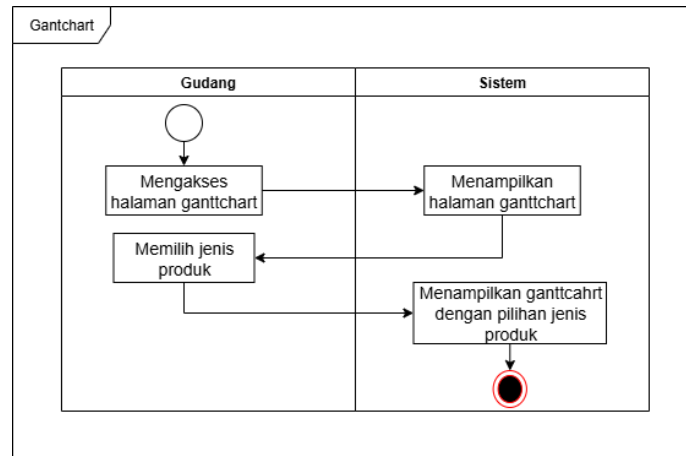 Gantchart
Gudang
Sistem
Mengakses
halaman ganttchart
Menampilkan
halaman ganttchart
Memilih jenis
produk
Menampilkan ganttcahrt
dengan pilihan jenis
produk